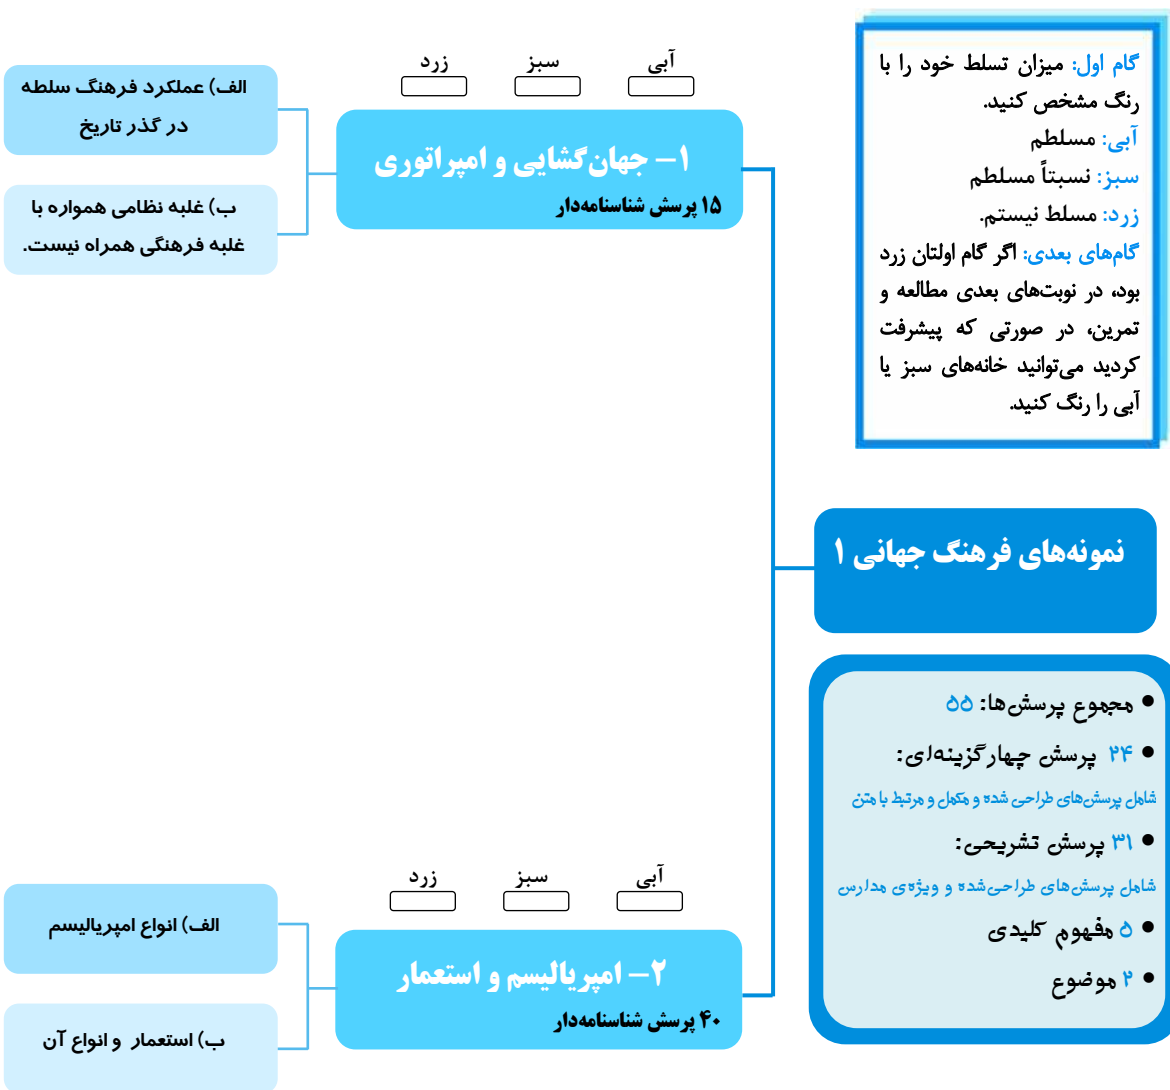 گام اول: میزان تسلط خود را با
رنگ مشخص کنید.
آبی: مسلطم
سبز: نسبتاً مسلطم
زرد: مسلط نیستم.
گام‌های بعدی: اگر گام اولتان زرد
بود، در نوبت‌های بعدی مطالعه و
تمرین، در صورتی که پیشرفت
کردید می‌توانید خانه‌های سبز یا
آبی را رنگ کنید.
نمونه‌های فرهنگ جهانی ۱
• مجموع پرسش‌ها: ۵۵
• ۲۴ پرسش چهارگزینه‌ای:
شامل پرسش‌های طراحی شده و مکمل و مرتبط با متن
• ۳۱ پرسش تشریحی:
شامل پرسش‌های طراحی‌شده و ویژه‌ی مدارس
• ۵ مفهوم کلیدی
• ۲ موضوع
آبی سبز زرد
۱- جهان‌گشایی و امپراتوری
۱۵ پرسش شناسنامه‌دار
الف) عملکرد فرهنگ سلطه
در گذر تاریخ
ب) غلبه نظامی همواره با
غلبه فرهنگی همراه نیست.
آبی سبز زرد
۲- امپریالیسم و استعمار
۴۰ پرسش شناسنامه‌دار
الف) انواع امپریالیسم
ب) استعمار و انواع آن